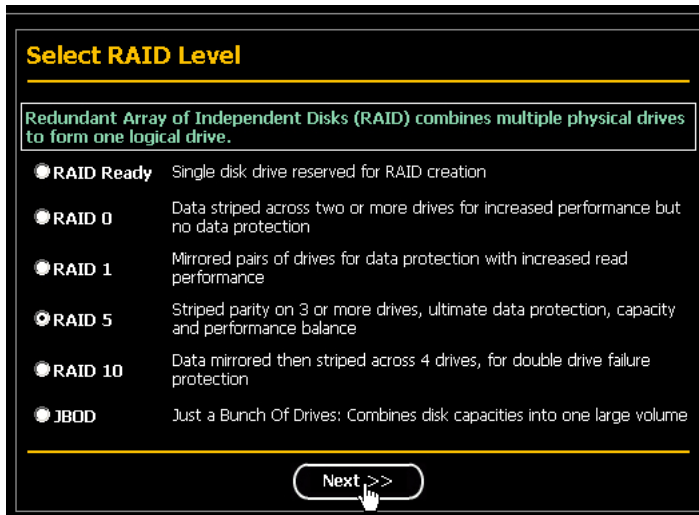 Select RAID Level
Redundant Array of Independent Disks (RAID) combines multiple physical drives
to form one logical drive.
RAID Ready Single disk drive reserved for RAID creation
RAID 0 Data striped across two or more drives for increased performance but
no data protection
RAID 1 Mirrored pairs of drives for data protection with increased read
performance
RAID 5 Striped parity on 3 or more drives, ultimate data protection, capacity
and performance balance
RAID 10 Data mirrored then striped across 4 drives, for double drive failure
protection
JBOD Just a Bunch Of Drives: Combines disk capacities into one large volume
Next >>